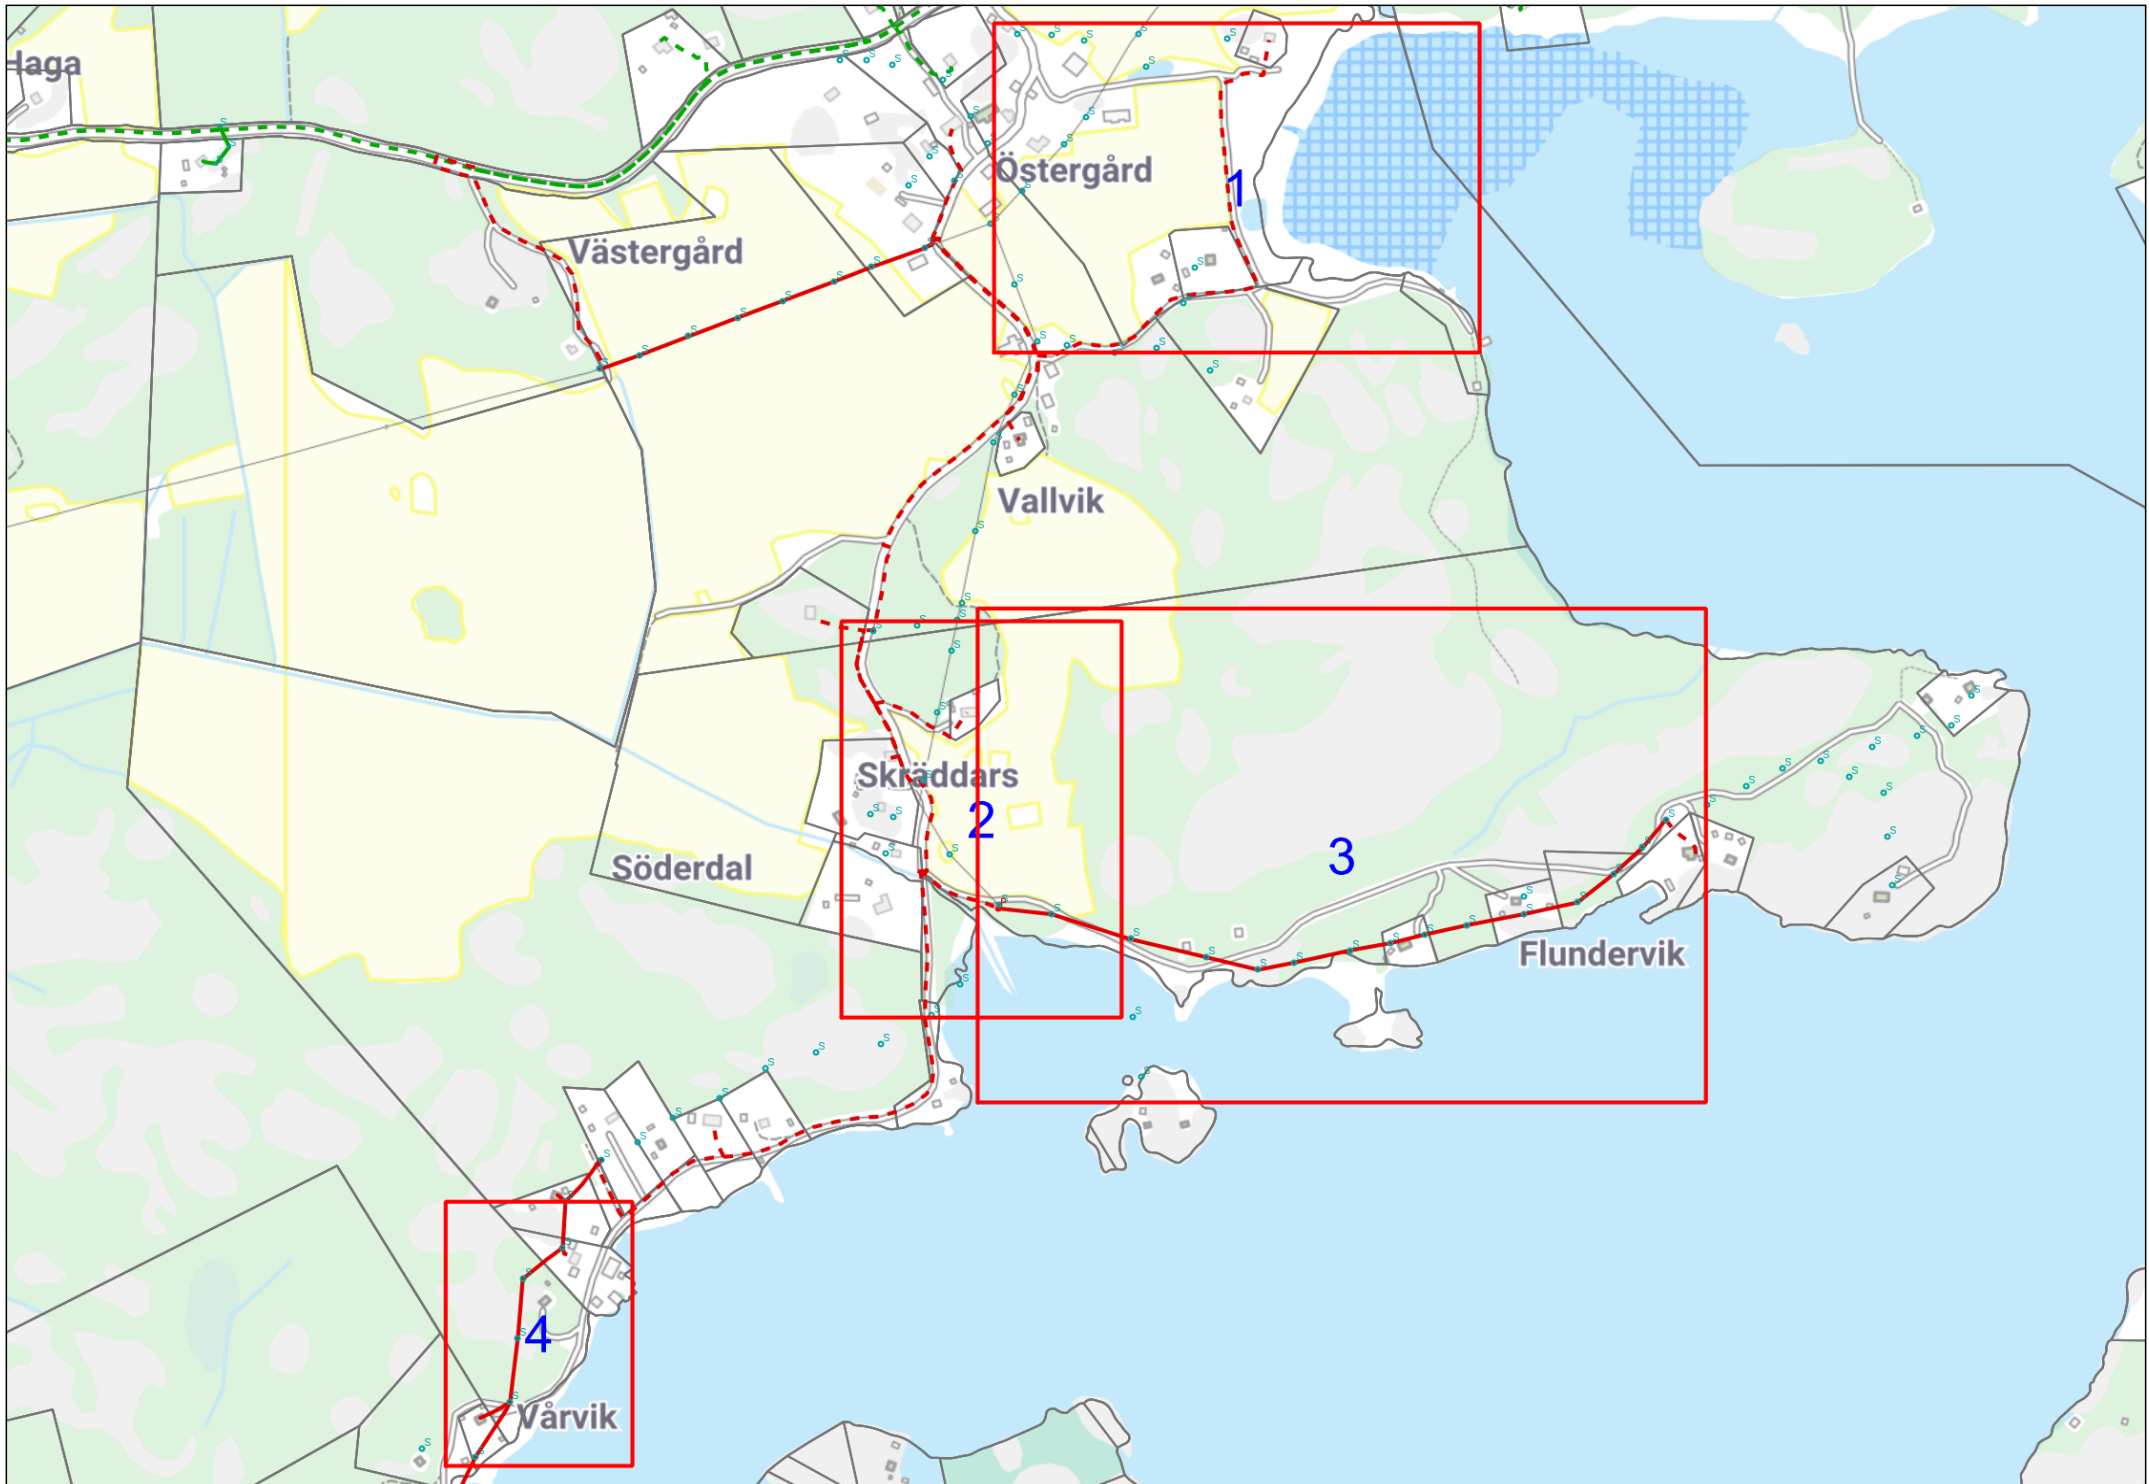 Haga
Östergård
1
Västergård
Vallvik
Skräddars
2
3
Söderdal
Flundervik
4
Vårvik